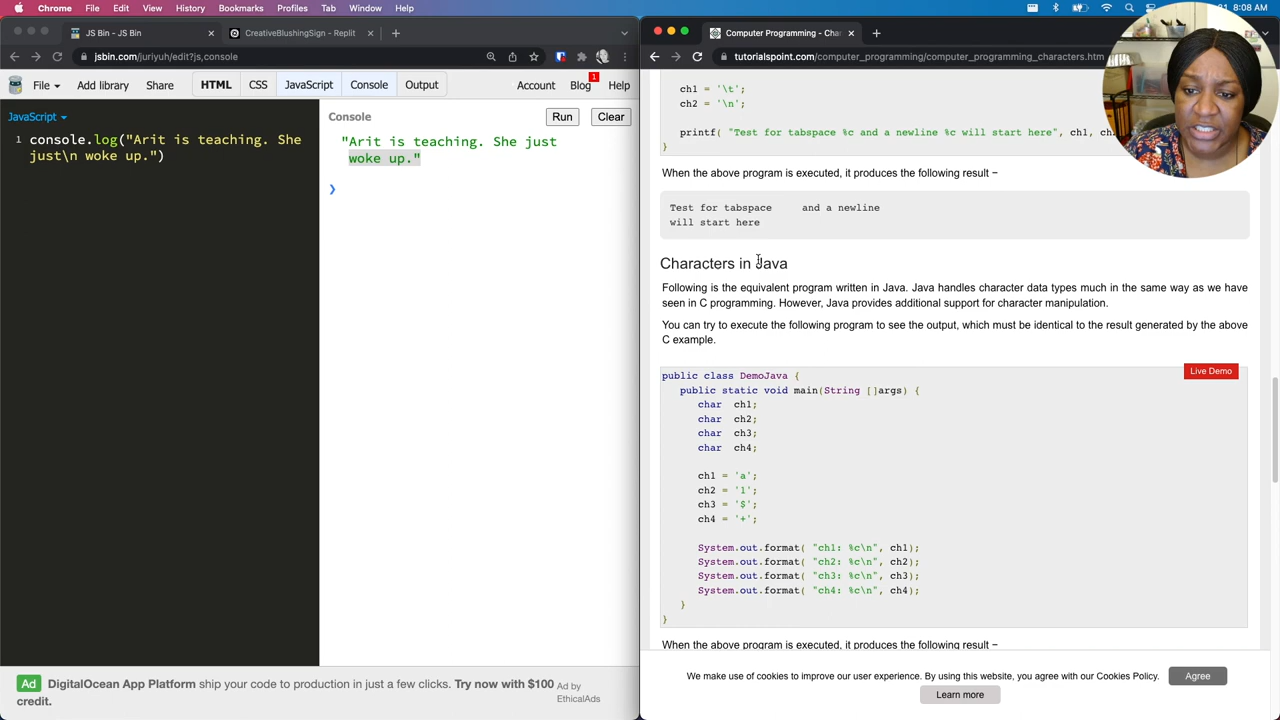 Chrome File Edit View History Bookmarks Profiles Tab Window Help
8:08 AM
JS Bin - JS Bin
CreativeBlushingSign - Replit
jsbin.com/juriyuh/edit?js,console
File
Add library
Share
HTML
CSS
JavaScript
Console
Output
Account
Blog
1
Help
JavaScript
1 console.log("Arit is teaching. She
just\n woke up.")
Console
Run
Clear
"Arit is teaching. She just
woke up."
Ad DigitalOcean App Platform ship your code to production in just a few clicks. Try now with $100
credit.
Ad by
EthicalAds
Computer Programming - Cha
tutorialspoint.com/computer_programming/computer_programming_characters.htm
ch1 = '\t';
ch2 = '\n';
printf( "Test for tabspace %c and a newline %c will start here", ch1, ch
}
When the above program is executed, it produces the following result −
Test for tabspace and a newline
will start here
Characters in Java
Following is the equivalent program written in Java. Java handles character data types much in the same way as we have
seen in C programming. However, Java provides additional support for character manipulation.
You can try to execute the following program to see the output, which must be identical to the result generated by the above
C example.
Live Demo
public class DemoJava {
public static void main(String []args) {
char ch1;
char ch2;
char ch3;
char ch4;
ch1 = 'a';
ch2 = '1';
ch3 = '$';
ch4 = '+';
System.out.format( "ch1: %c\n", ch1);
System.out.format( "ch2: %c\n", ch2);
System.out.format( "ch3: %c\n", ch3);
System.out.format( "ch4: %c\n", ch4);
}
}
When the above program is executed, it produces the following result −
We make use of cookies to improve our user experience. By using this website, you agree with our Cookies Policy.
Agree
Learn more